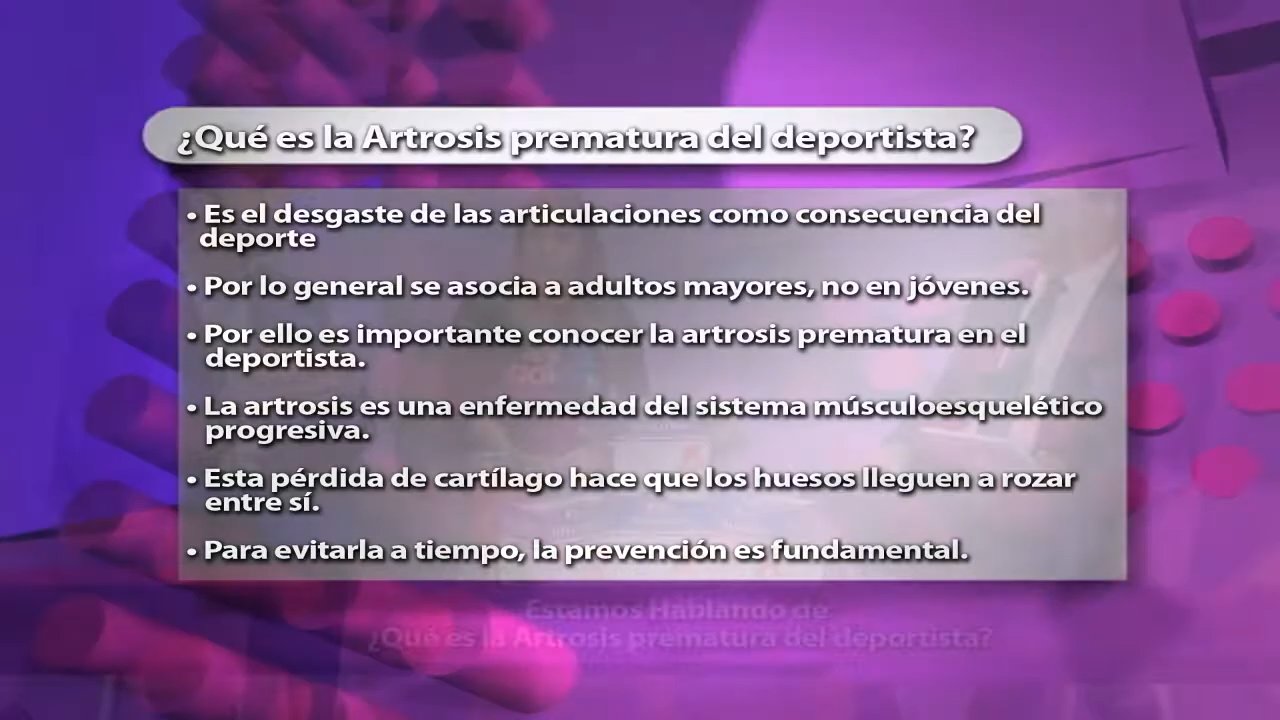 ¿Qué es la Artrosis prematura del deportista?
• Es el desgaste de las articulaciones como consecuencia del
deporte
• Por lo general se asocia a adultos mayores, no en jóvenes.
• Por ello es importante conocer la artrosis prematura en el
deportista.
• La artrosis es una enfermedad del sistema músculoesquelético
progresiva.
• Esta pérdida de cartílago hace que los huesos lleguen a rozar
entre sí.
• Para evitarla a tiempo, la prevención es fundamental.
Estamos Hablando de
¿Qué es la Artrosis prematura del deportista?